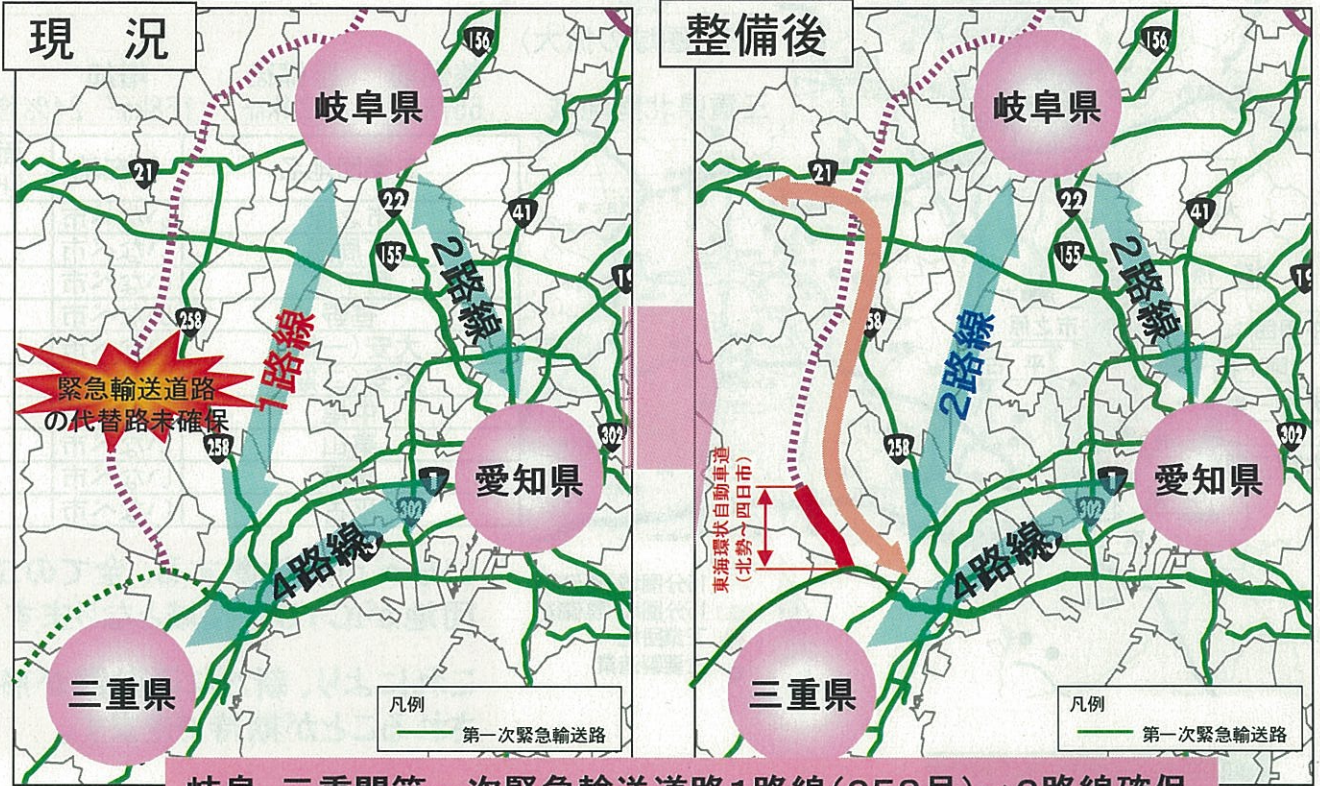 現 況
岐阜県
156
21
22
41
155
2路線
19
258
1路線
緊急輸送道路
の代替路未確保
258
302
愛知県
1
302
4路線
三重県
凡例
第一次緊急輸送路
整備後
岐阜県
156
21
22
41
155
2路線
19
58
2路線
258
302
愛知県
1
302
4路線
東海環状自動車道
(北勢~四日市)
三重県
凡例
第一次緊急輸送路